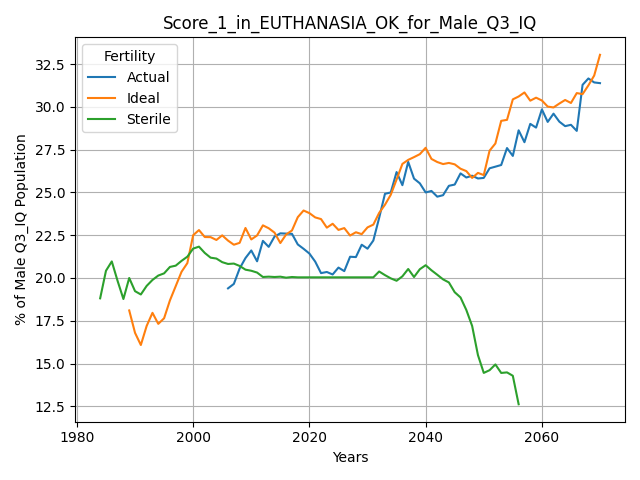 Score_1_in_EUTHANASIA_OK_for_Male_Q3_IQ
Fertility
Actual
Ideal
Sterile
% of Male Q3_IQ Population
32.5
30.0
27.5
25.0
22.5
20.0
17.5
15.0
12.5
1980
2000
2020
2040
2060
Years